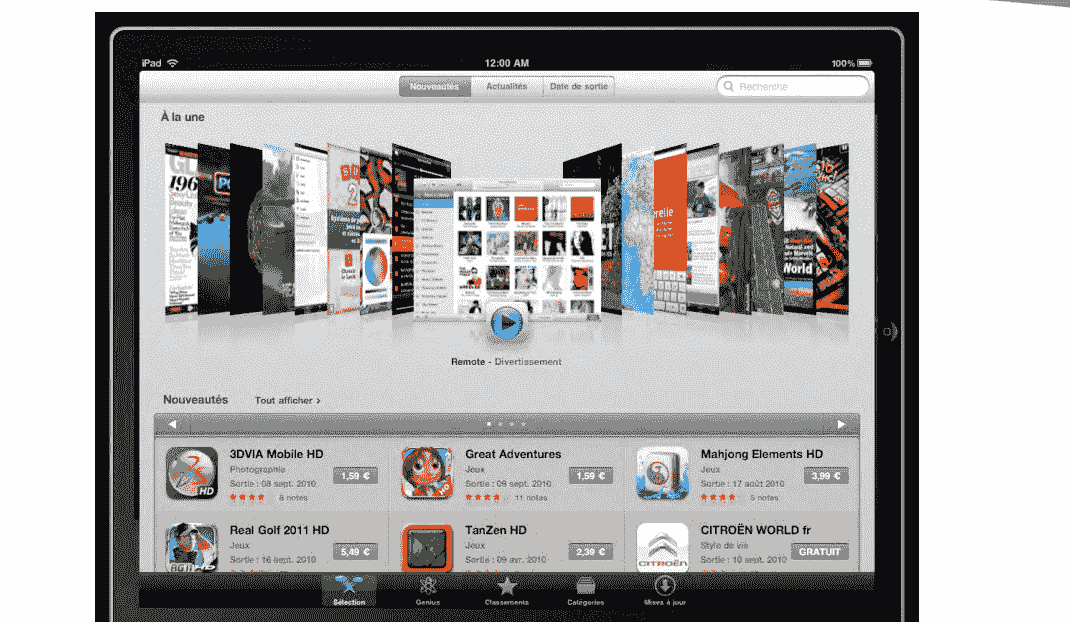 iPad 12:00 AM 100%
Nouveautés Actualités Date de sortie Recherche
À la une
Remote - Divertissement
Nouveautés Tout afficher ›
3DVIA Mobile HD
Photographie
Sortie : 08 sept. 2010
8 notes
1,59 €
Great Adventures
Jeux
Sortie : 09 sept. 2010
11 notes
1,59 €
Mahjong Elements HD
Jeux
Sortie : 17 août 2010
5 notes
3,99 €
Real Golf 2011 HD
Jeux
Sortie : 16 sept. 2010
5,49 €
TanZen HD
Jeux
Sortie : 09 avr. 2010
2,39 €
CITROËN
CITROËN WORLD fr
Style de vie
Sortie : 10 sept. 2010
GRATUIT
Sélection Genius Classements Catégories Mises à jour